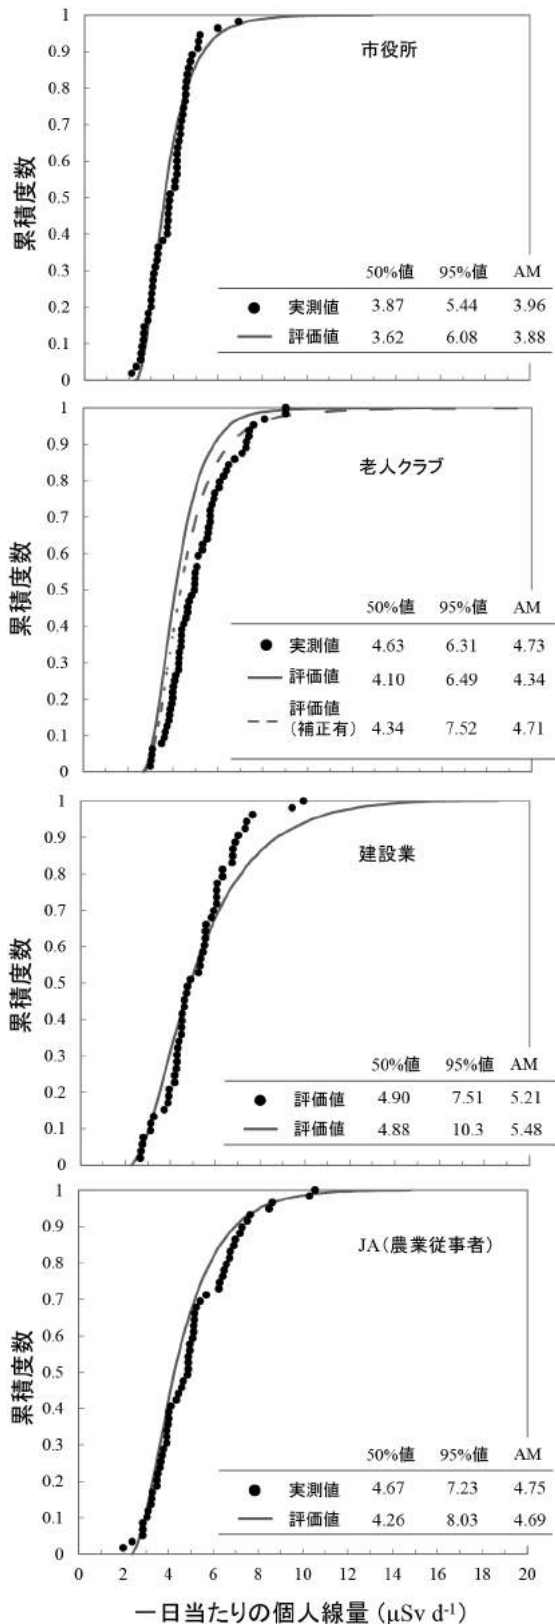 市役所
累積度数
1
0.9
0.8
0.7
0.6
0.5
0.4
0.3
0.2
0.1
0
50%値 95%値 AM
実測値 3.87 5.44 3.96
評価値 3.62 6.08 3.88
老人クラブ
累積度数
1
0.9
0.8
0.7
0.6
0.5
0.4
0.3
0.2
0.1
0
50%値 95%値 AM
実測値 4.63 6.31 4.73
評価値 4.10 6.49 4.34
評価値
(補正有) 4.34 7.52 4.71
建設業
累積度数
1
0.9
0.8
0.7
0.6
0.5
0.4
0.3
0.2
0.1
0
50%値 95%値 AM
評価値 4.90 7.51 5.21
評価値 4.88 10.3 5.48
JA(農業従事者)
累積度数
1
0.9
0.8
0.7
0.6
0.5
0.4
0.3
0.2
0.1
0
50%値 95%値 AM
実測値 4.67 7.23 4.75
評価値 4.26 8.03 4.69
0 2 4 6 8 10 12 14 16 18 20
一日当たりの個人線量 (μSv d⁻¹)